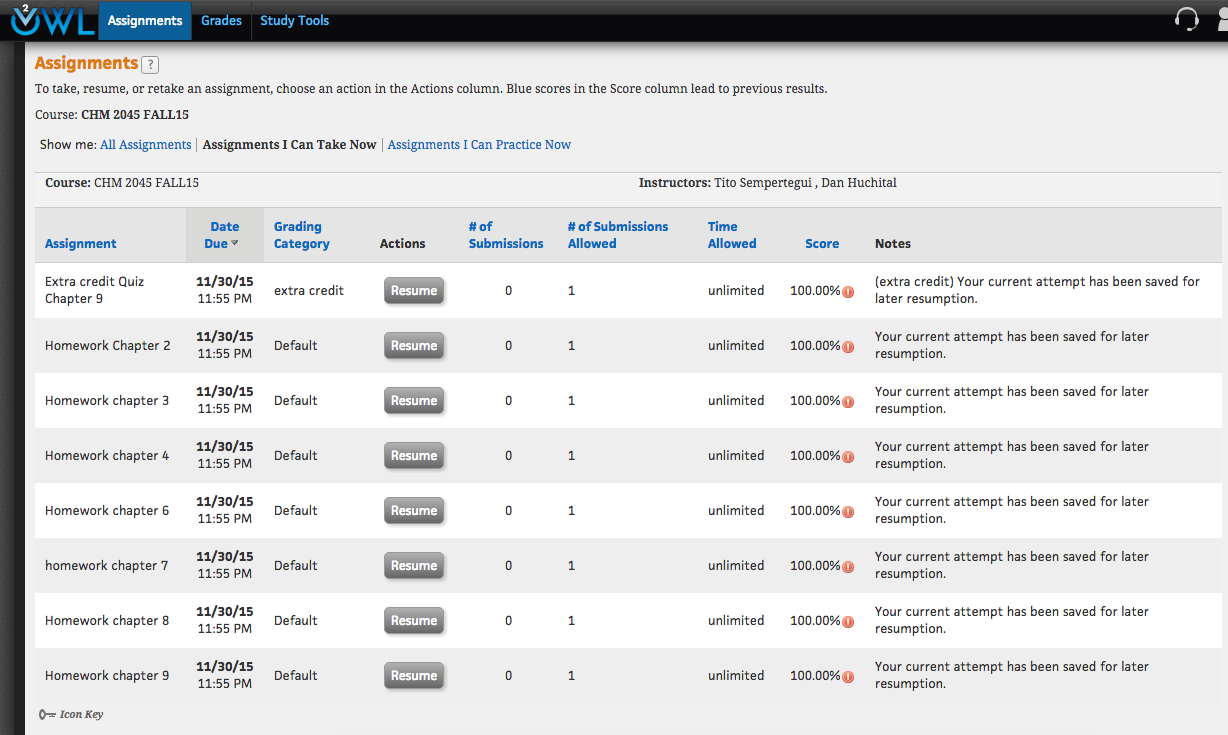 2
OWL Assignments Grades Study Tools
Assignments ?
To take, resume, or retake an assignment, choose an action in the Actions column. Blue scores in the Score column lead to previous results.
Course: CHM 2045 FALL15
Show me: All Assignments | Assignments I Can Take Now | Assignments I Can Practice Now
Course: CHM 2045 FALL15 Instructors: Tito Sempertegui , Dan Huchital
Date Grading # of # of Submissions Time
Assignment Due Category Actions Submissions Allowed Allowed Score Notes
Extra credit Quiz 11/30/15 (extra credit) Your current attempt has been saved for
Chapter 9 11:55 PM extra credit Resume 0 1 unlimited 100.00% later resumption.
Homework Chapter 2 11/30/15 Default Resume 0 1 unlimited 100.00% Your current attempt has been saved for later
11:55 PM resumption.
Homework chapter 3 11/30/15 Default Resume 0 1 unlimited 100.00% Your current attempt has been saved for later
11:55 PM resumption.
Homework chapter 4 11/30/15 Default Resume 0 1 unlimited 100.00% Your current attempt has been saved for later
11:55 PM resumption.
Homework chapter 6 11/30/15 Default Resume 0 1 unlimited 100.00% Your current attempt has been saved for later
11:55 PM resumption.
homework chapter 7 11/30/15 Default Resume 0 1 unlimited 100.00% Your current attempt has been saved for later
11:55 PM resumption.
Homework chapter 8 11/30/15 Default Resume 0 1 unlimited 100.00% Your current attempt has been saved for later
11:55 PM resumption.
Homework chapter 9 11/30/15 Default Resume 0 1 unlimited 100.00% Your current attempt has been saved for later
11:55 PM resumption.
Icon Key